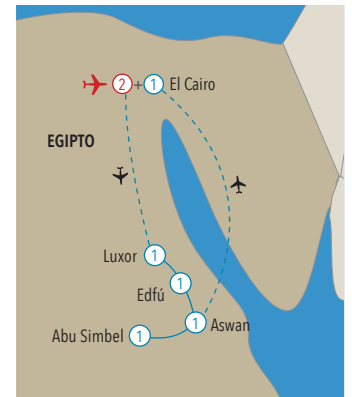 2 + 1 El Cairo
EGIPTO
Luxor 1
Edfú 1
1 Aswan
Abu Simbel 1